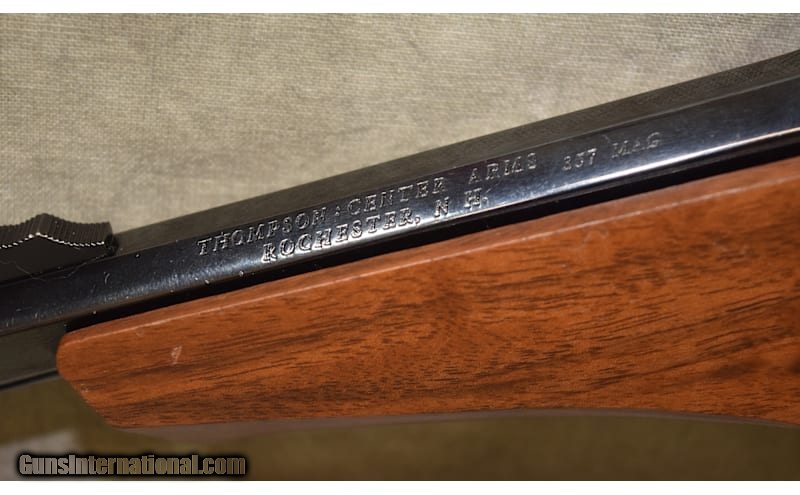 THOMPSON : CENTER ARMS 357 MAG
ROCHESTER, N H.
GunsInternational.com